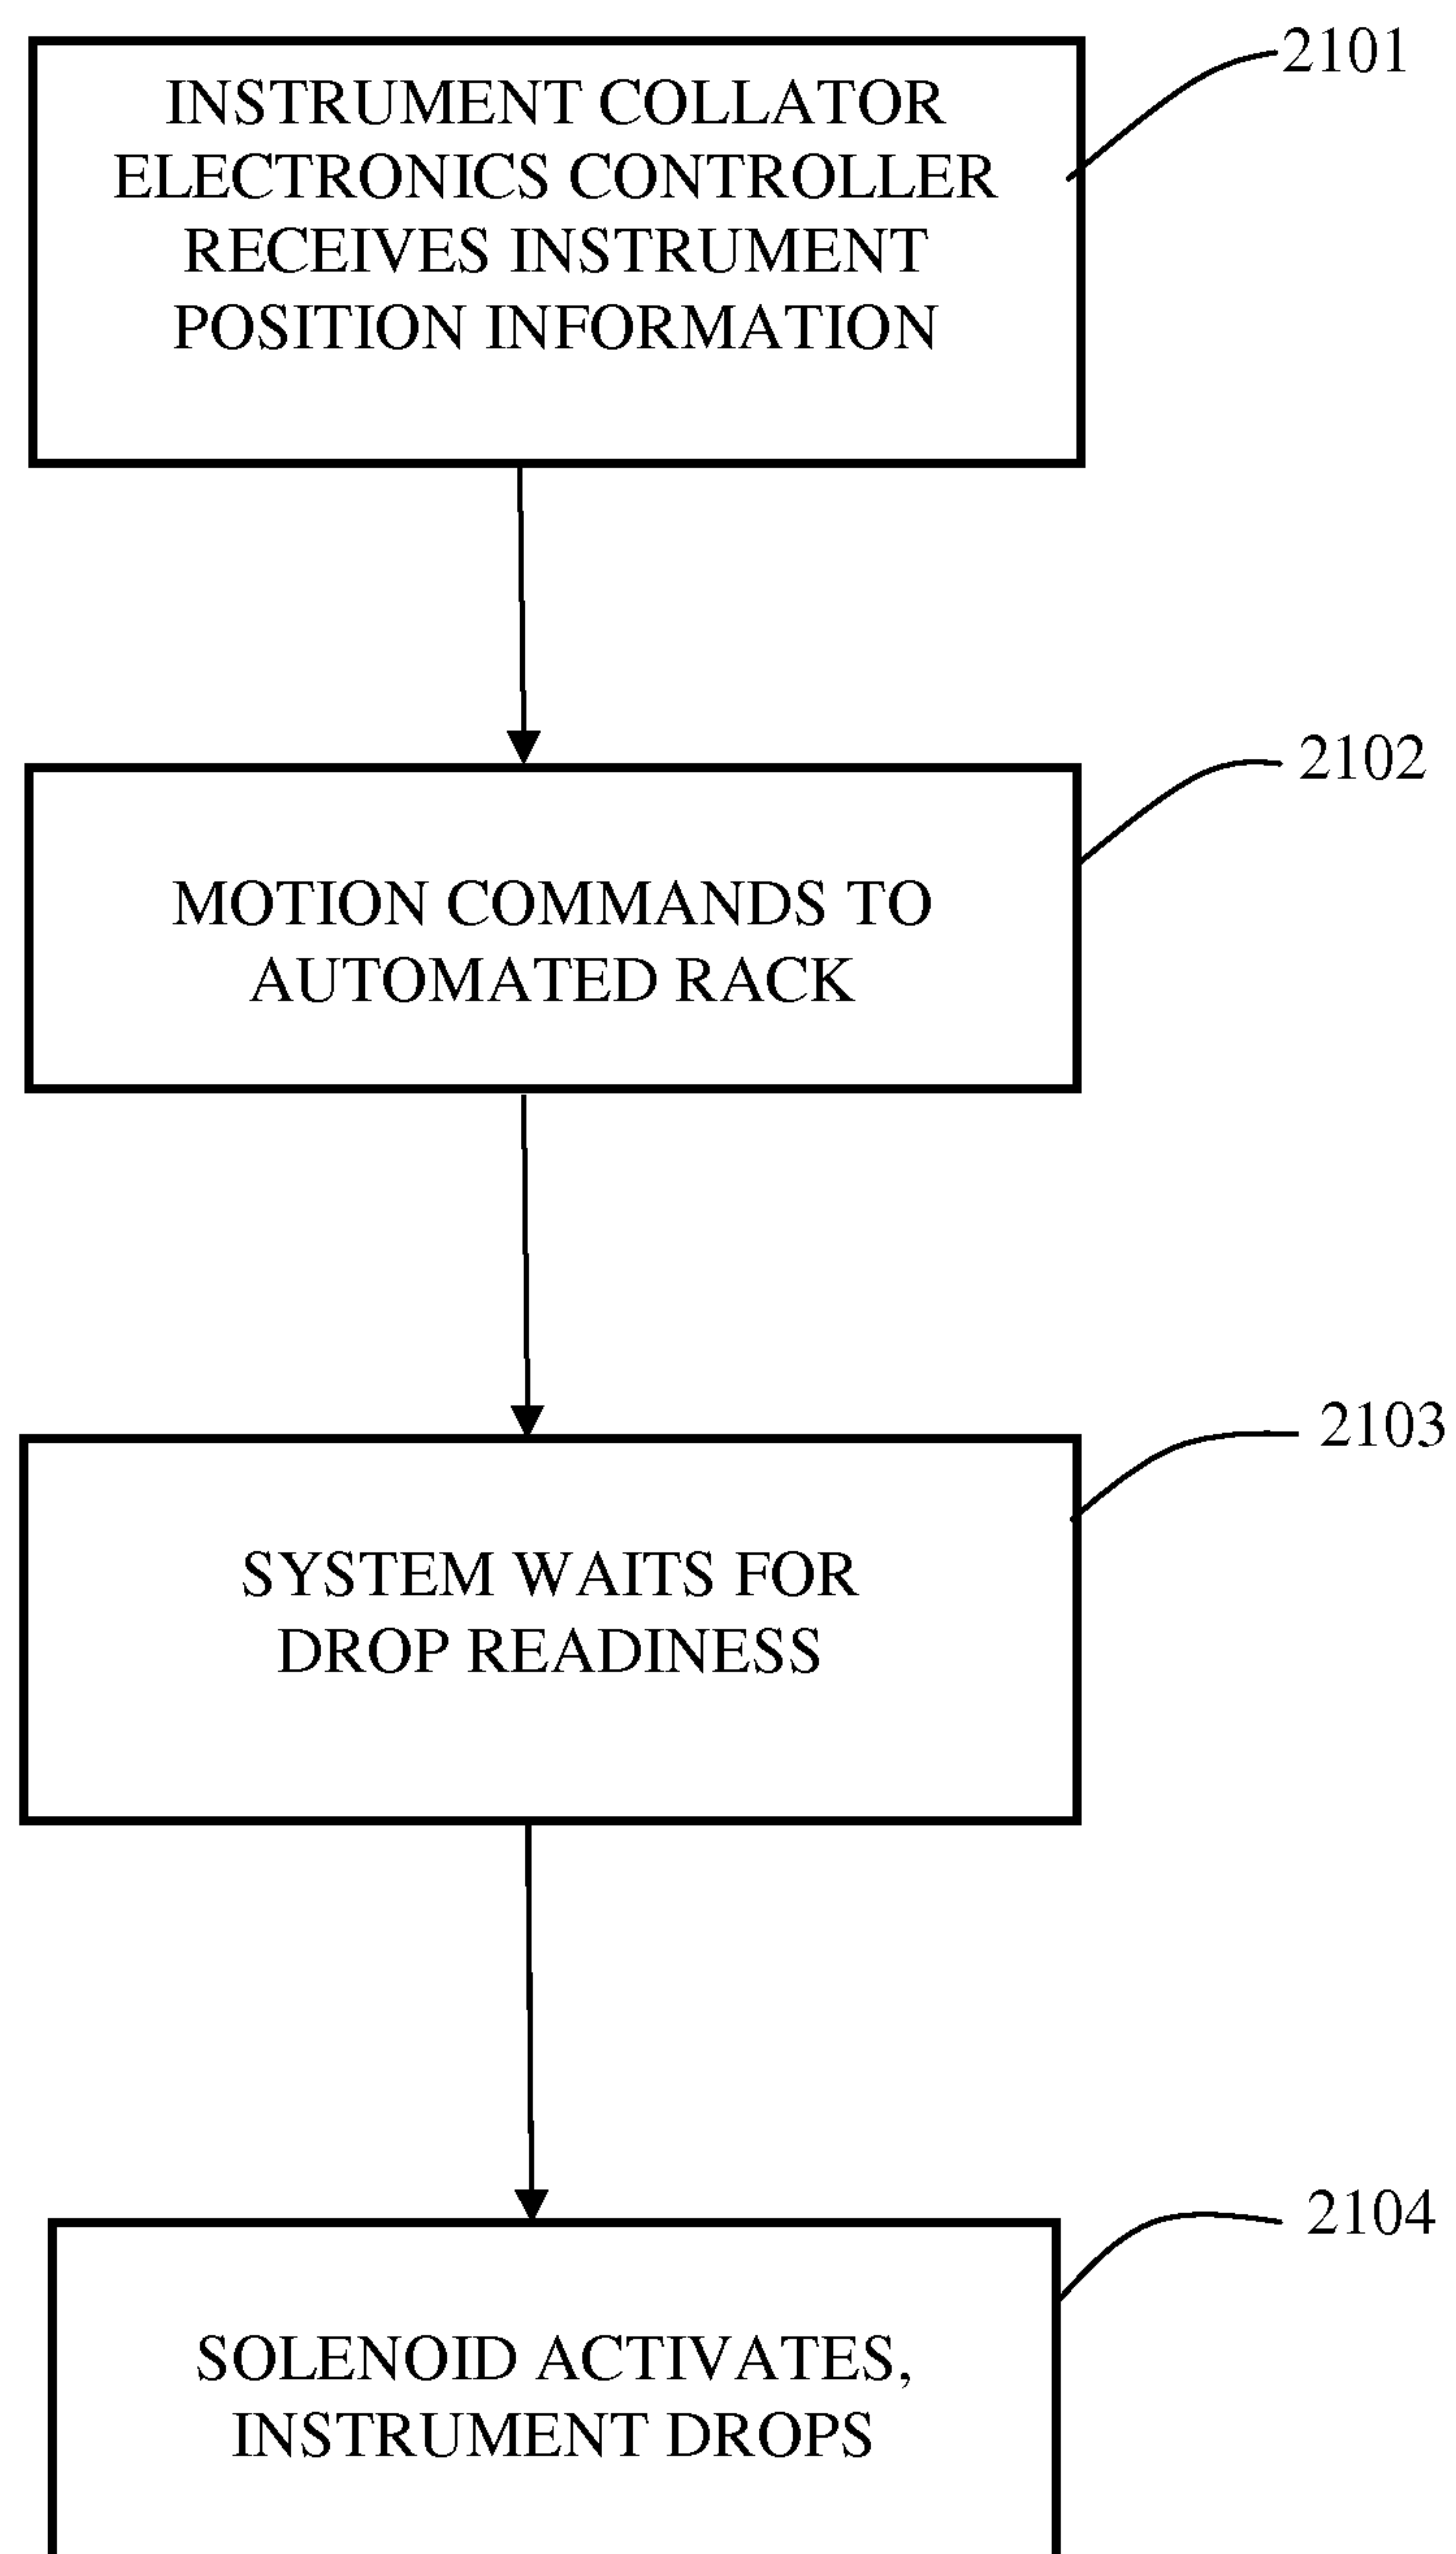 2101
INSTRUMENT COLLATOR
ELECTRONICS CONTROLLER
RECEIVES INSTRUMENT
POSITION INFORMATION
2102
MOTION COMMANDS TO
AUTOMATED RACK
2103
SYSTEM WAITS FOR
DROP READINESS
2104
SOLENOID ACTIVATES,
INSTRUMENT DROPS